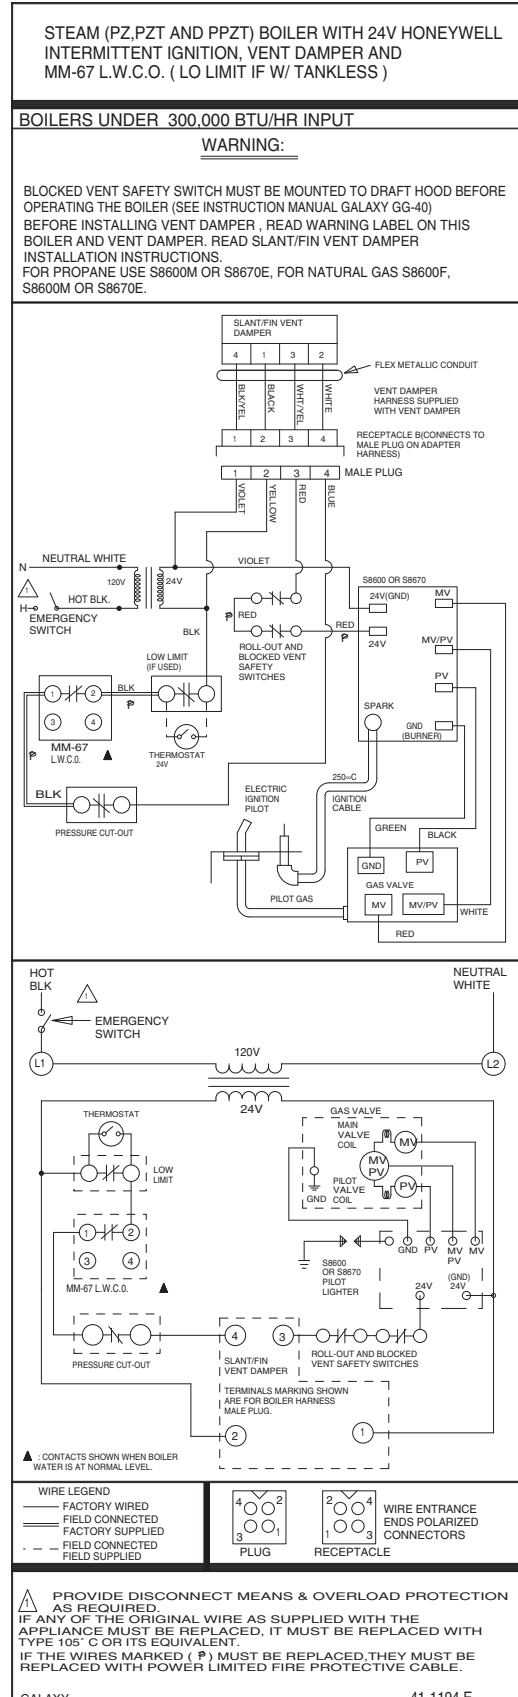 STEAM (PZ,PZT AND PPZT) BOILER WITH 24V HONEYWELL
INTERMITTENT IGNITION, VENT DAMPER AND
MM-67 L.W.C.O. ( LO LIMIT IF W/ TANKLESS )
BOILERS UNDER 300,000 BTU/HR INPUT
WARNING:
BLOCKED VENT SAFETY SWITCH MUST BE MOUNTED TO DRAFT HOOD BEFORE
OPERATING THE BOILER (SEE INSTRUCTION MANUAL GALAXY GG-40)
BEFORE INSTALLING VENT DAMPER , READ WARNING LABEL ON THIS
BOILER AND VENT DAMPER. READ SLANT/FIN VENT DAMPER
INSTALLATION INSTRUCTIONS.
FOR PROPANE USE S8600M OR S8670E, FOR NATURAL GAS S8600F,
S8600M OR S8670E.
SLANT/FIN VENT
DAMPER
4 1 3 2
FLEX METALLIC CONDUIT
BLK/YEL
BLACK
WHT/YEL
WHITE
VENT DAMPER
HARNESS SUPPLIED
WITH VENT DAMPER
1 2 3 4
RECEPTACLE B(CONNECTS TO
MALE PLUG ON ADAPTER
HARNESS)
1 2 3 4
MALE PLUG
VIOLET
YELLOW
RED
BLUE
N
NEUTRAL WHITE
VIOLET
120V
24V
S8600 OR S8670
24V(GND)
MV
1
HOT BLK.
H
EMERGENCY
SWITCH
P
RED
RED
P
24V
MV/PV
BLK
ROLL-OUT AND
BLOCKED VENT
SAFETY
SWITCHES
LOW LIMIT
(IF USED)
PV
1 2
BLK
P
SPARK
3 4
GND
(BURNER)
MM-67
L.W.C.0.
P
THERMOSTAT
24V
BLK
250∞C
IGNITION
CABLE
ELECTRIC
IGNITION
PILOT
PRESSURE CUT-OUT
GREEN
BLACK
GND
PV
GAS VALVE
PILOT GAS
MV
MV/PV
WHITE
RED
HOT
BLK
1
NEUTRAL
WHITE
EMERGENCY
SWITCH
L1
120V
L2
24V
THERMOSTAT
GAS VALVE
MAIN
VALVE
COIL
MV
LOW
LIMIT
MV
PV
GND
PILOT
VALVE
COIL
PV
1 2
3 4
GND PV MV
PV MV
MM-67 L.W.C.0.
S8600
OR S8670
PILOT
LIGHTER
24V
(GND)
24V
4 3
PRESSURE CUT-OUT
SLANT/FIN
VENT DAMPER
ROLL-OUT AND BLOCKED
VENT SAFETY SWITCHES
TERMINALS MARKING SHOWN
ARE FOR BOILER HARNESS
MALE PLUG.
2 1
▲ : CONTACTS SHOWN WHEN BOILER
WATER IS AT NORMAL LEVEL.
WIRE LEGEND
FACTORY WIRED
FIELD CONNECTED
FACTORY SUPPLIED
FIELD CONNECTED
FIELD SUPPLIED
4 2
3 1
PLUG
2 4
1 3
RECEPTACLE
WIRE ENTRANCE
ENDS POLARIZED
CONNECTORS
1 PROVIDE DISCONNECT MEANS & OVERLOAD PROTECTION
AS REQUIRED.
IF ANY OF THE ORIGINAL WIRE AS SUPPLIED WITH THE
APPLIANCE MUST BE REPLACED, IT MUST BE REPLACED WITH
TYPE 105° C OR ITS EQUIVALENT.
IF THE WIRES MARKED ( P ) MUST BE REPLACED,THEY MUST BE
REPLACED WITH POWER LIMITED FIRE PROTECTIVE CABLE.
GALAXY
41-1194 E